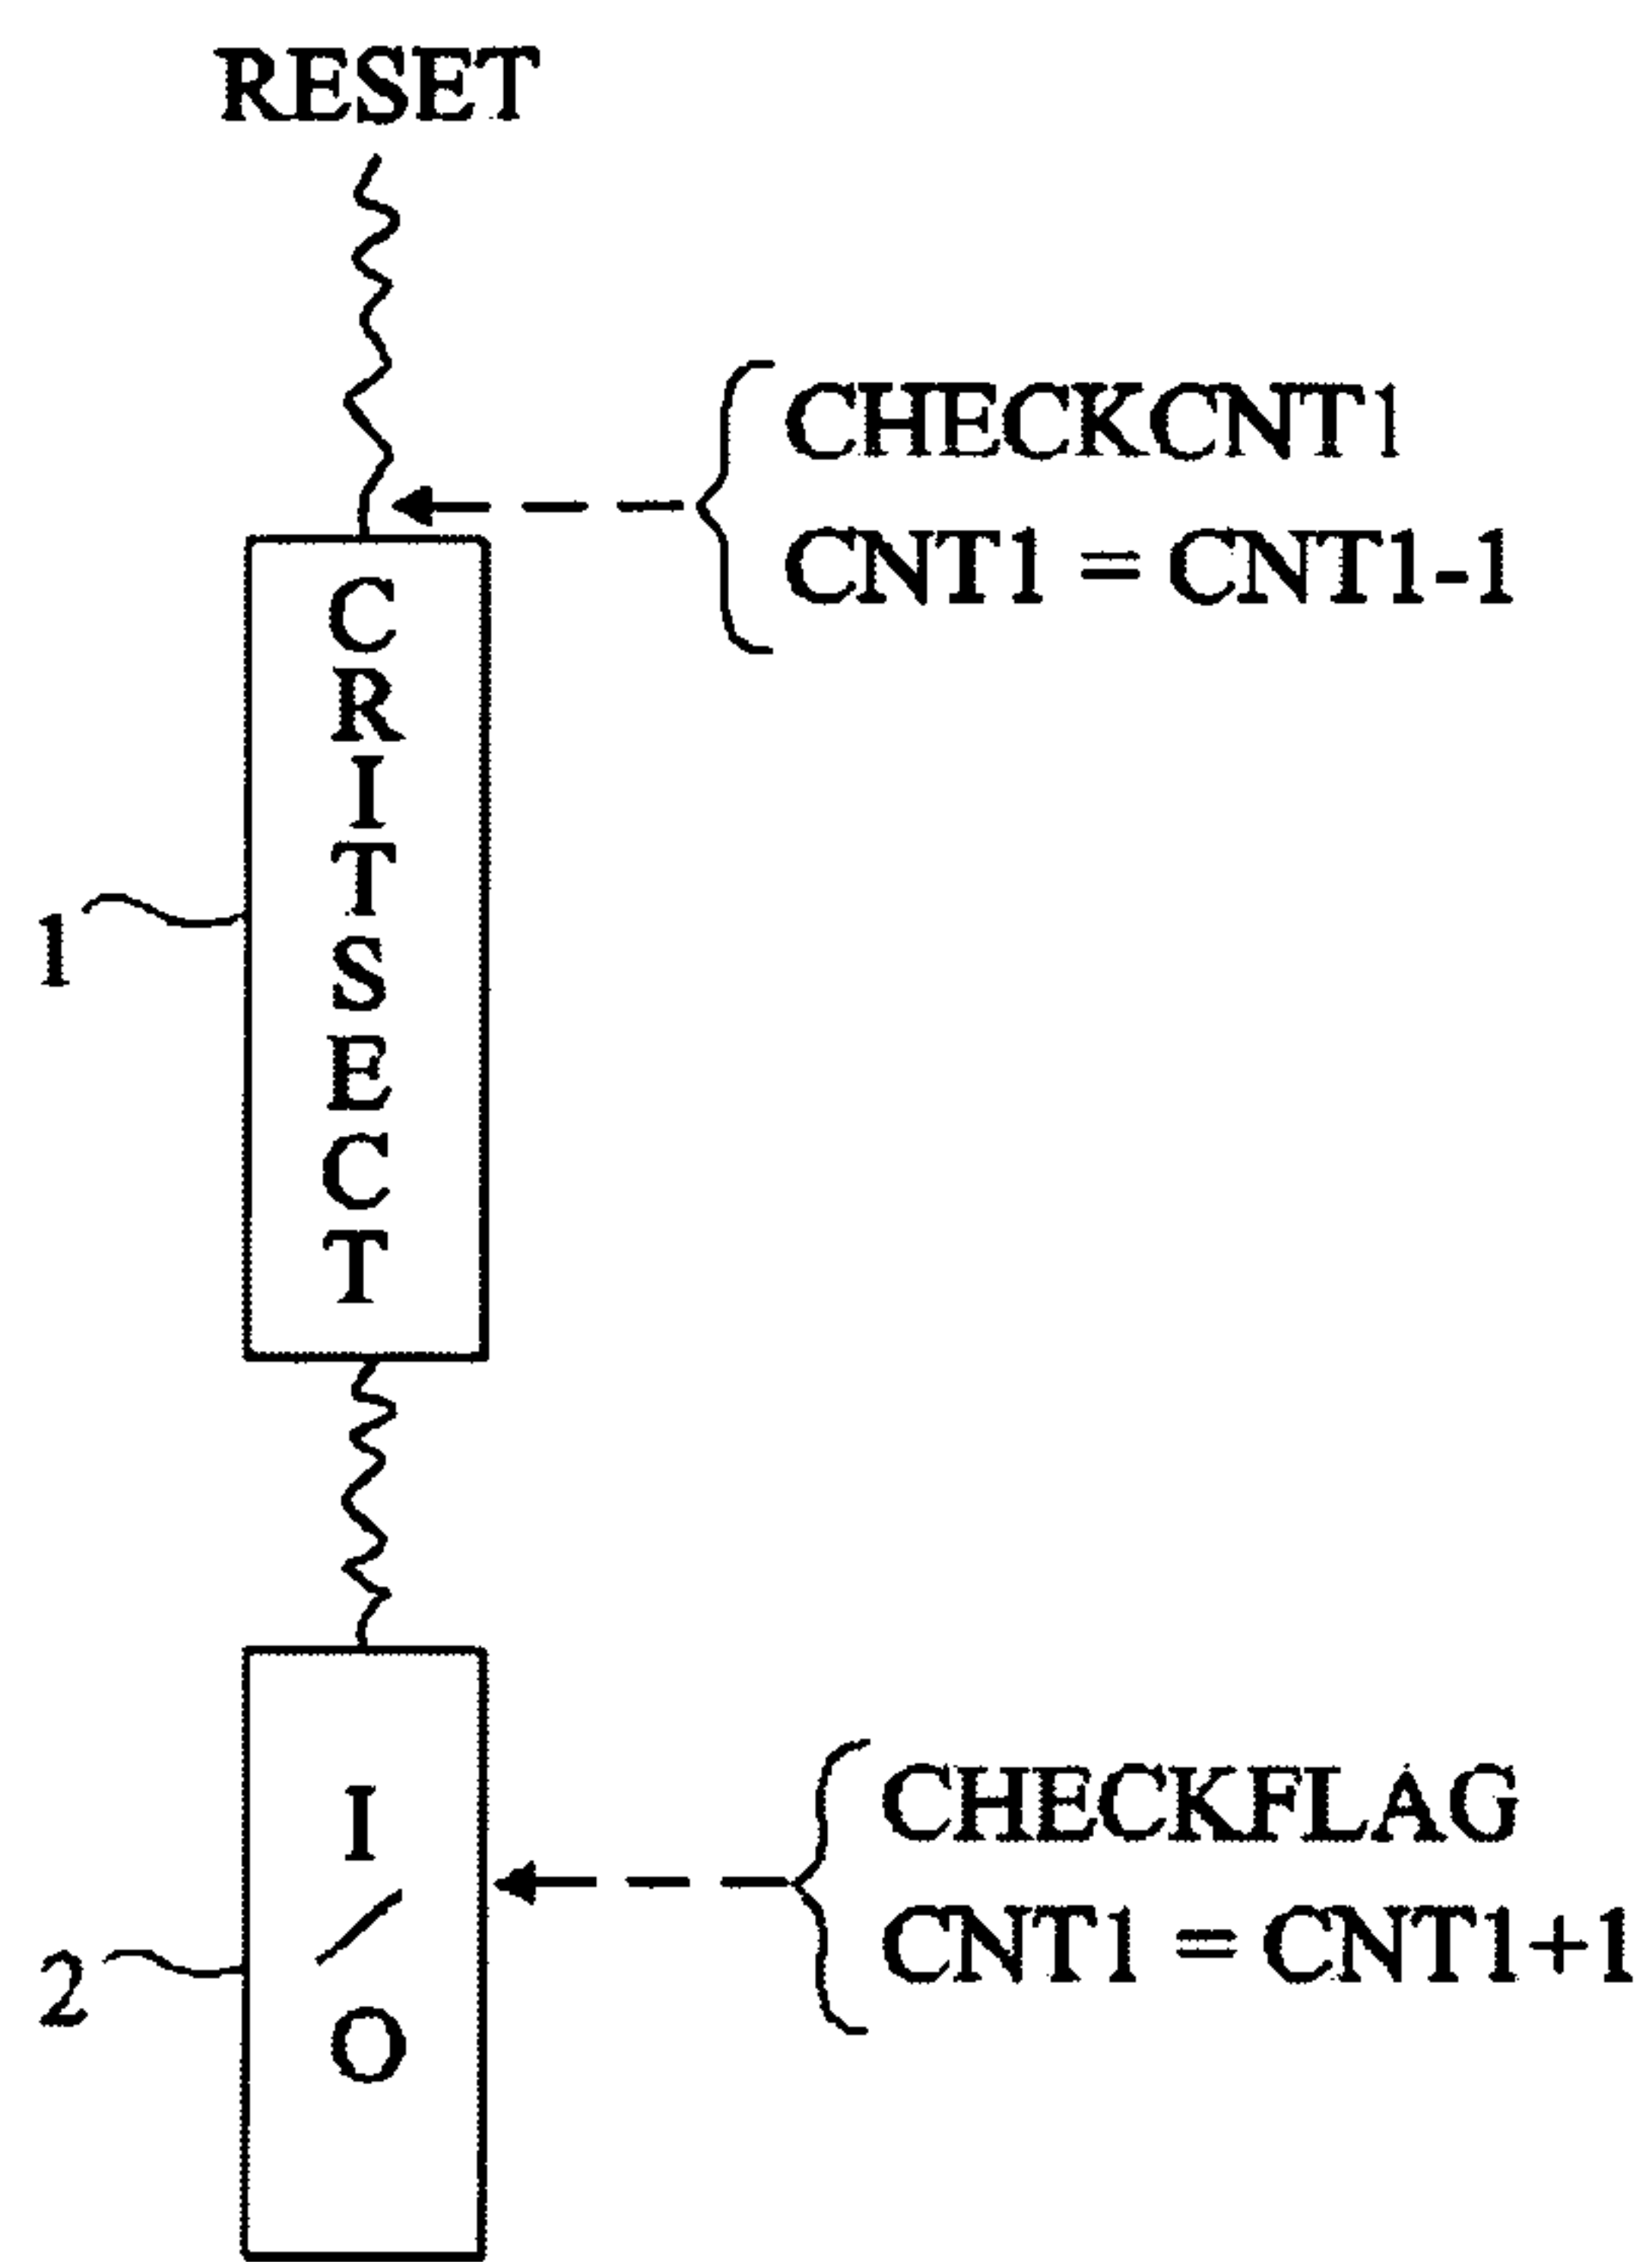 RESET
CHECKCNT1
CNT1 = CNT1-1
CRITSECT
1
CHECKFLAG
CNT1 = CNT1+1
I/O
2